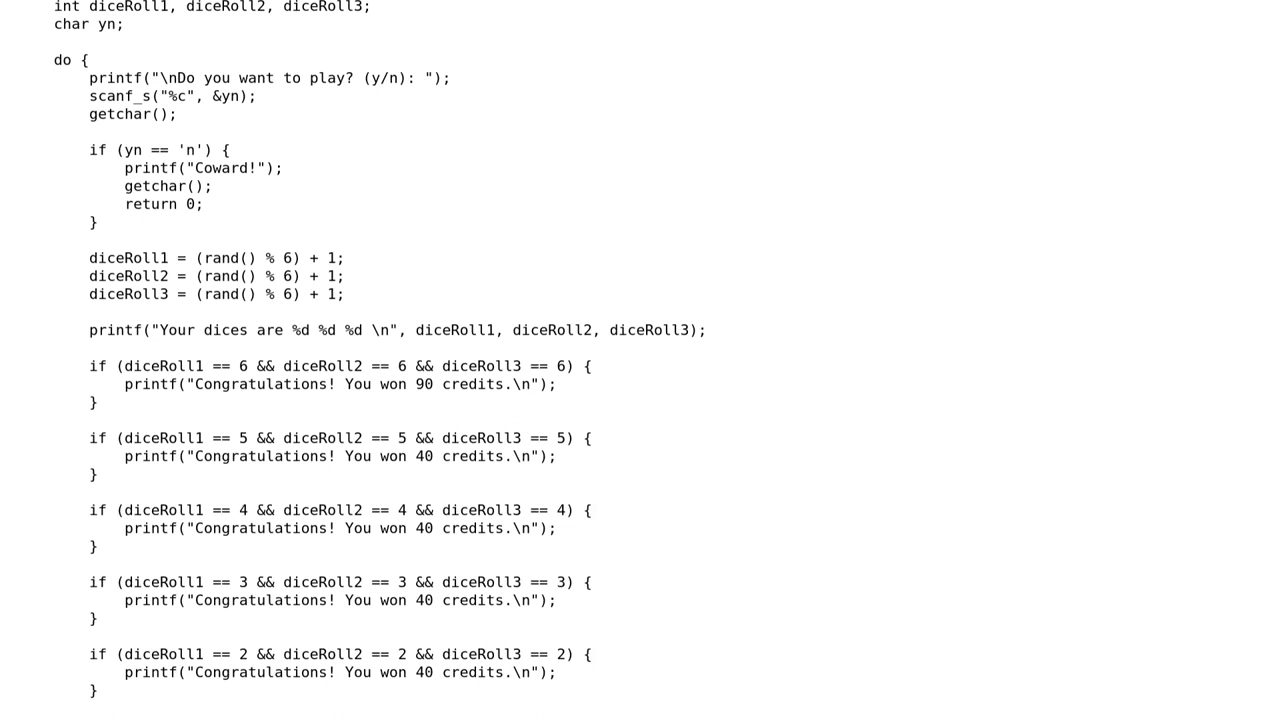 int diceRoll1, diceRoll2, diceRoll3;
char yn;
do {
printf("\nDo you want to play? (y/n): ");
scanf_s("%c", &yn);
getchar();
if (yn == 'n') {
printf("Coward!");
getchar();
return 0;
}
diceRoll1 = (rand() % 6) + 1;
diceRoll2 = (rand() % 6) + 1;
diceRoll3 = (rand() % 6) + 1;
printf("Your dices are %d %d %d \n", diceRoll1, diceRoll2, diceRoll3);
if (diceRoll1 == 6 && diceRoll2 == 6 && diceRoll3 == 6) {
printf("Congratulations! You won 90 credits.\n");
}
if (diceRoll1 == 5 && diceRoll2 == 5 && diceRoll3 == 5) {
printf("Congratulations! You won 40 credits.\n");
}
if (diceRoll1 == 4 && diceRoll2 == 4 && diceRoll3 == 4) {
printf("Congratulations! You won 40 credits.\n");
}
if (diceRoll1 == 3 && diceRoll2 == 3 && diceRoll3 == 3) {
printf("Congratulations! You won 40 credits.\n");
}
if (diceRoll1 == 2 && diceRoll2 == 2 && diceRoll3 == 2) {
printf("Congratulations! You won 40 credits.\n");
}